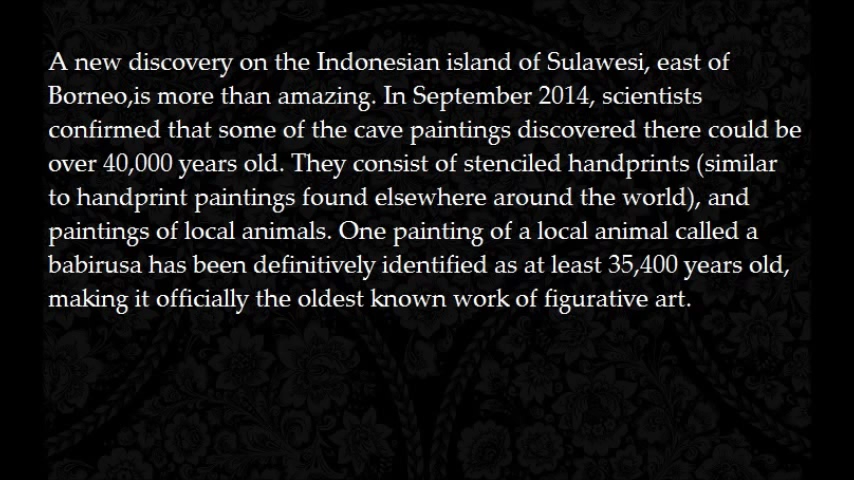 A new discovery on the Indonesian island of Sulawesi, east of
Borneo,is more than amazing. In September 2014, scientists
confirmed that some of the cave paintings discovered there could be
over 40,000 years old. They consist of stenciled handprints (similar
to handprint paintings found elsewhere around the world), and
paintings of local animals. One painting of a local animal called a
babirusa has been definitively identified as at least 35,400 years old,
making it officially the oldest known work of figurative art.